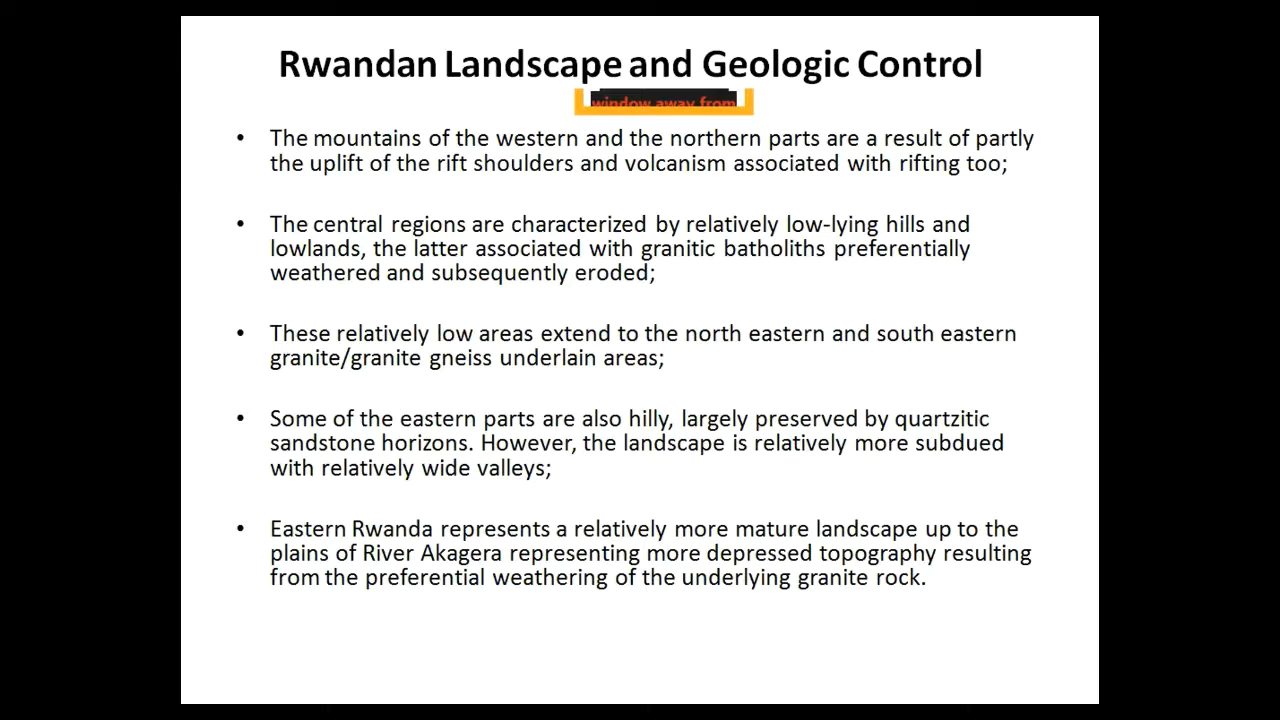 Rwandan Landscape and Geologic Control
window away from
• The mountains of the western and the northern parts are a result of partly
the uplift of the rift shoulders and volcanism associated with rifting too;
• The central regions are characterized by relatively low-lying hills and
lowlands, the latter associated with granitic batholiths preferentially
weathered and subsequently eroded;
• These relatively low areas extend to the north eastern and south eastern
granite/granite gneiss underlain areas;
• Some of the eastern parts are also hilly, largely preserved by quartzitic
sandstone horizons. However, the landscape is relatively more subdued
with relatively wide valleys;
• Eastern Rwanda represents a relatively more mature landscape up to the
plains of River Akagera representing more depressed topography resulting
from the preferential weathering of the underlying granite rock.